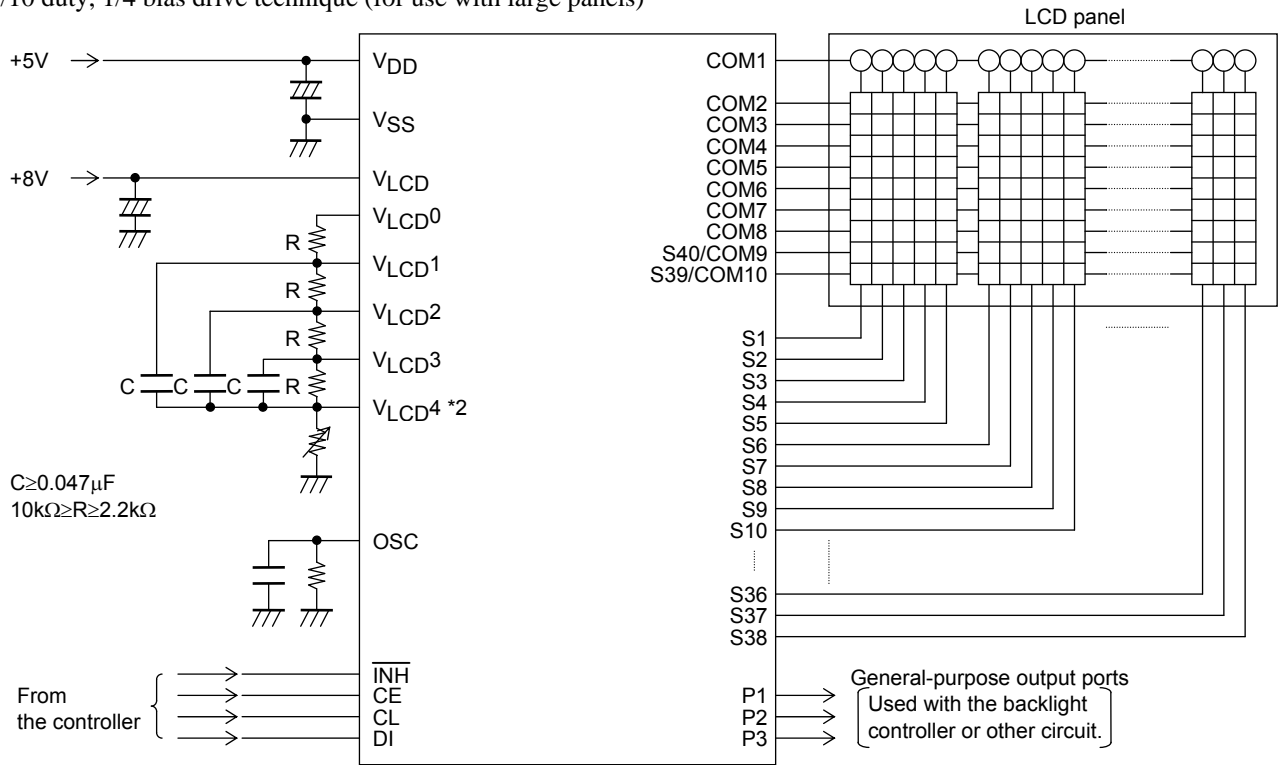 /10 duty, 1/4 bias drive technique (for use with large panels)
LCD panel
+5V
VDD
COM1
COM2
VSS
COM3
COM4
COM5
+8V
VLCD
COM6
COM7
VLCD0
COM8
R
S40/COM9
VLCD1
S39/COM10
R
VLCD2
R
S1
VLCD3
S2
C
C
C
R
S3
VLCD4 *2
S4
S5
S6
S7
C≥0.047μF
S8
10kΩ≥R≥2.2kΩ
S9
S10
OSC
S36
S37
S38
INH
General-purpose output ports
From
the controller
CE
P1
Used with the backlight
CL
P2
controller or other circuit.
DI
P3